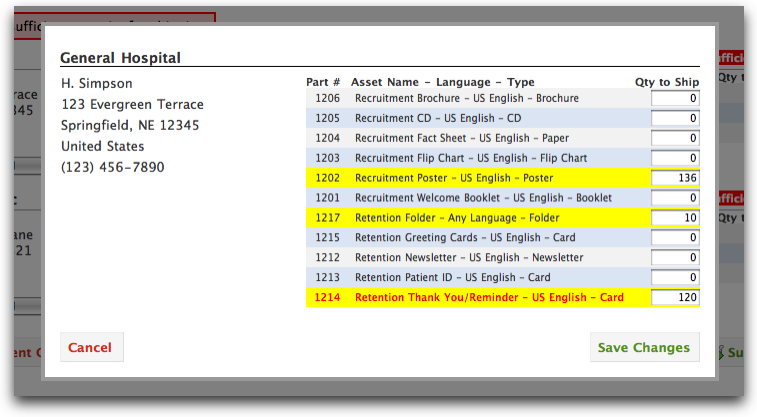 General Hospital
H. Simpson
123 Evergreen Terrace
Springfield, NE 12345
United States
(123) 456-7890
Part # Asset Name - Language - Type Qty to Ship
1206 Recruitment Brochure - US English - Brochure 0
1205 Recruitment CD - US English - CD 0
1204 Recruitment Fact Sheet - US English - Paper 0
1203 Recruitment Flip Chart - US English - Flip Chart 0
1202 Recruitment Poster - US English - Poster 136
1201 Recruitment Welcome Booklet - US English - Booklet 0
1217 Retention Folder - Any Language - Folder 10
1215 Retention Greeting Cards - US English - Card 0
1212 Retention Newsletter - US English - Newsletter 0
1213 Retention Patient ID - US English - Card 0
1214 Retention Thank You/Reminder - US English - Card 120
Cancel Save Changes